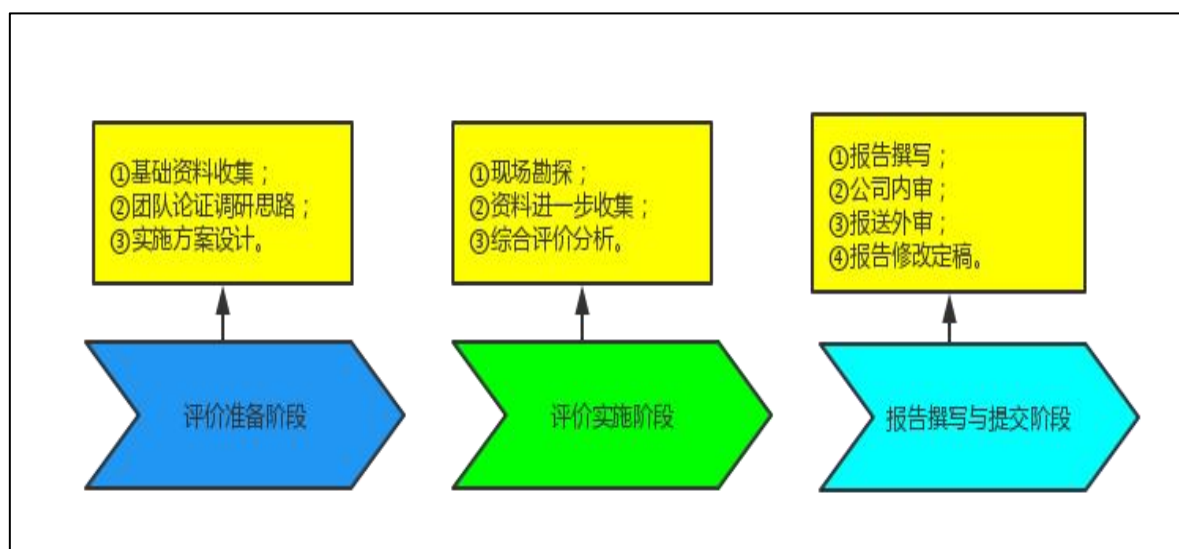 ①基础资料收集；
②团队论证调研思路；
③实施方案设计。
①现场勘探；
②资料进一步收集；
③综合评价分析。
①报告撰写；
②公司内审；
③报送外审；
④报告修改定稿。
评价准备阶段
评价实施阶段
报告撰写与提交阶段